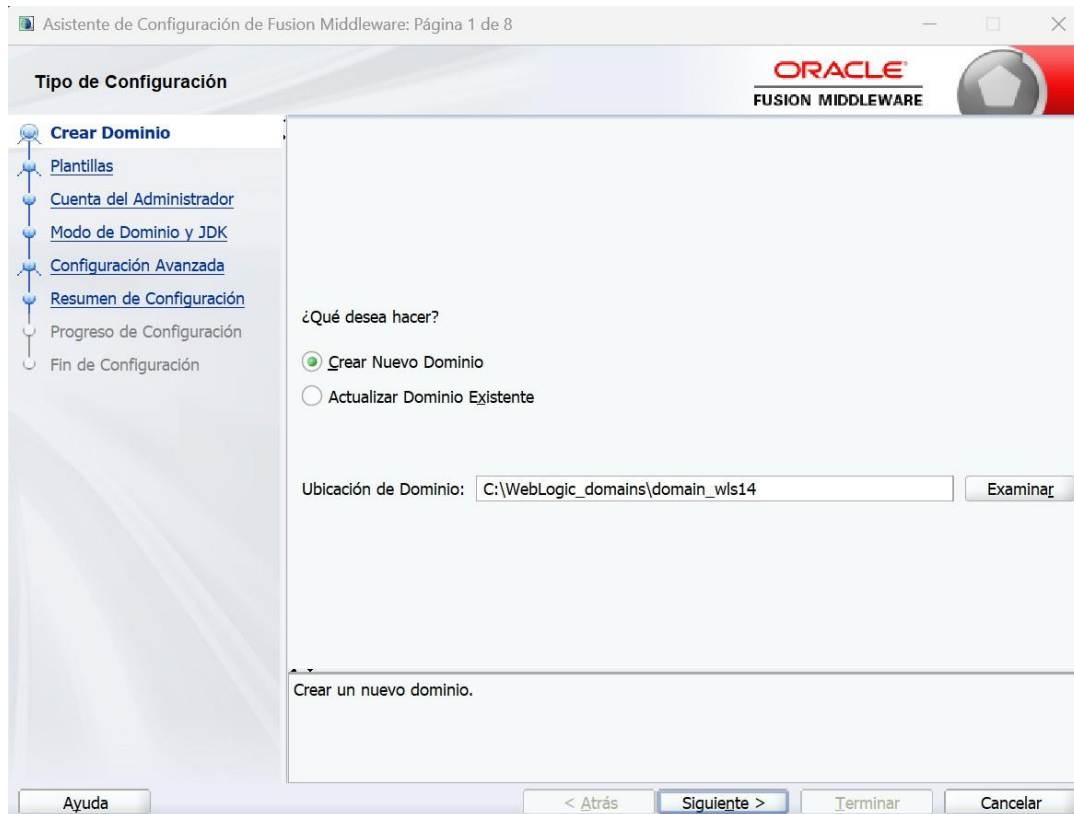 Asistente de Configuración de Fusion Middleware: Página 1 de 8
Tipo de Configuración
ORACLE
FUSION MIDDLEWARE
Crear Dominio
Plantillas
Cuenta del Administrador
Modo de Dominio y JDK
Configuración Avanzada
Resumen de Configuración
Progreso de Configuración
Fin de Configuración
¿Qué desea hacer?
Crear Nuevo Dominio
Actualizar Dominio Existente
Ubicación de Dominio: C:\WebLogic_domains\domain_wls14 Examinar
Crear un nuevo dominio.
Ayuda < Atrás Siguiente > Terminar Cancelar